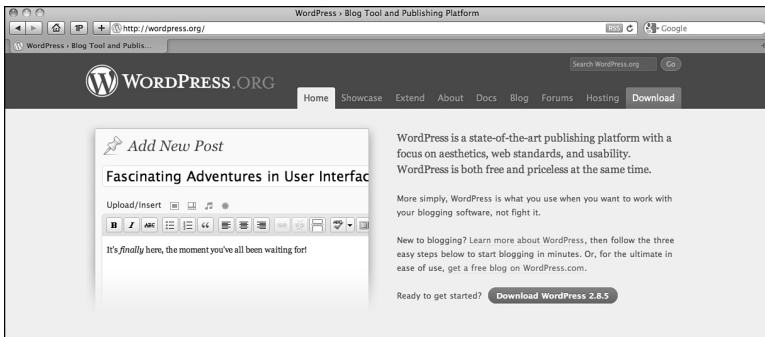 WordPress › Blog Tool and Publishing Platform
1P + http://wordpress.org/ RSS Google
WordPress › Blog Tool and Publis...
Search WordPress.org Go
WORDPRESS.ORG
Home Showcase Extend About Docs Blog Forums Hosting Download
Add New Post
Fascinating Adventures in User Interfac
Upload/Insert
B I ABC ABC
It's finally here, the moment you've all been waiting for!
WordPress is a state-of-the-art publishing platform with a
focus on aesthetics, web standards, and usability.
WordPress is both free and priceless at the same time.
More simply, WordPress is what you use when you want to work with
your blogging software, not fight it.
New to blogging? Learn more about WordPress, then follow the three
easy steps below to start blogging in minutes. Or, for the ultimate in
ease of use, get a free blog on WordPress.com.
Ready to get started? Download WordPress 2.8.5